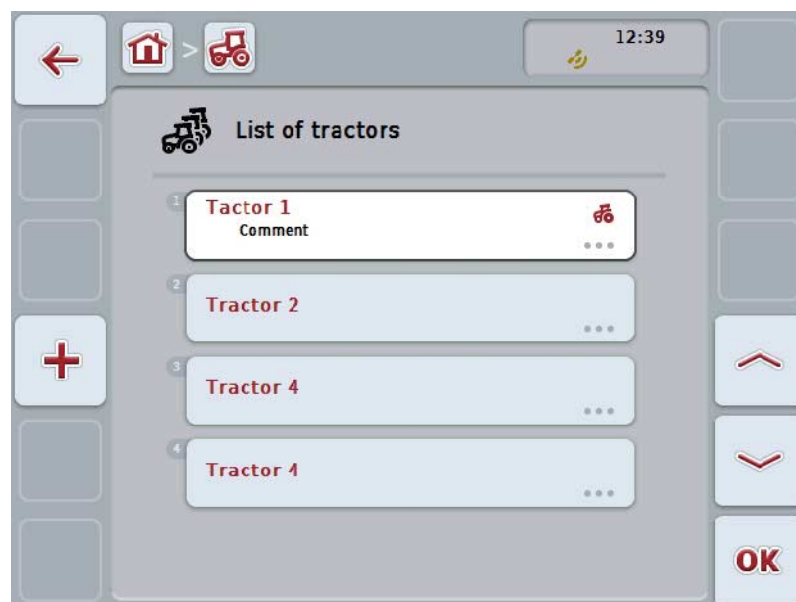 12:39
List of tractors
1
Tactor 1
Comment
2
Tractor 2
3
Tractor 4
4
Tractor 4
OK